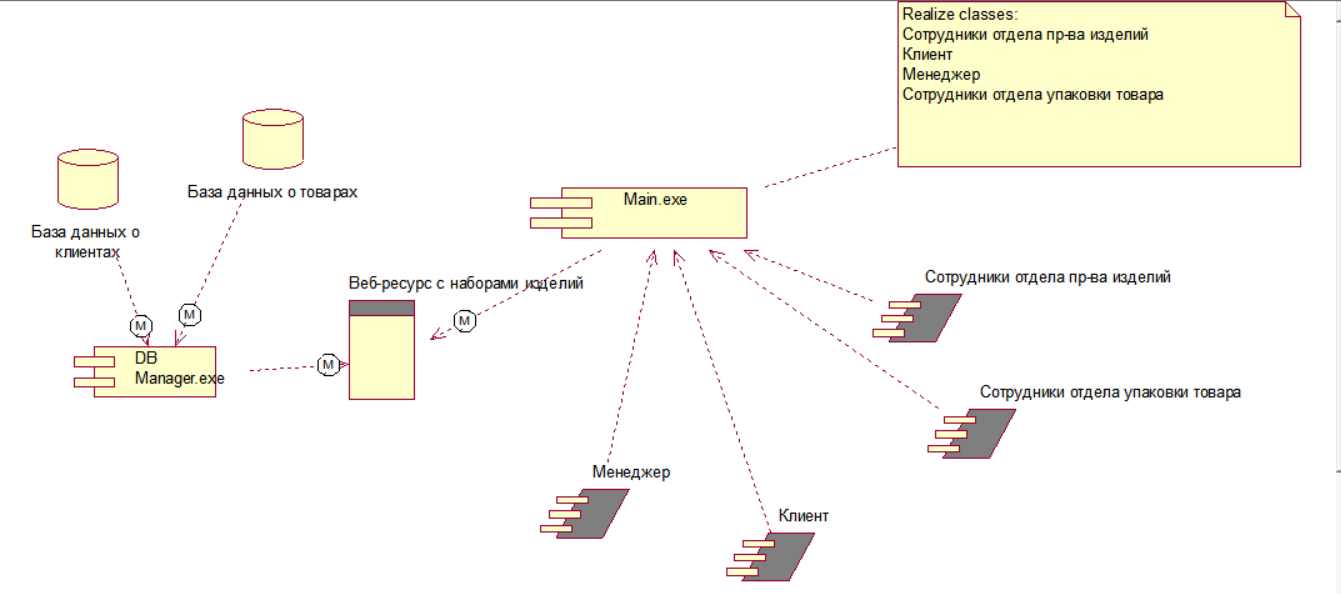 Realize classes:
Сотрудники отдела пр-ва изделий
Клиент
Менеджер
Сотрудники отдела упаковки товара
База данных о товарах
База данных о
клиентах
Main.exe
Веб-ресурс с наборами изделий
Сотрудники отдела пр-ва изделий
M
M
M
M
DB
Manager.exe
Сотрудники отдела упаковки товара
Менеджер
Клиент